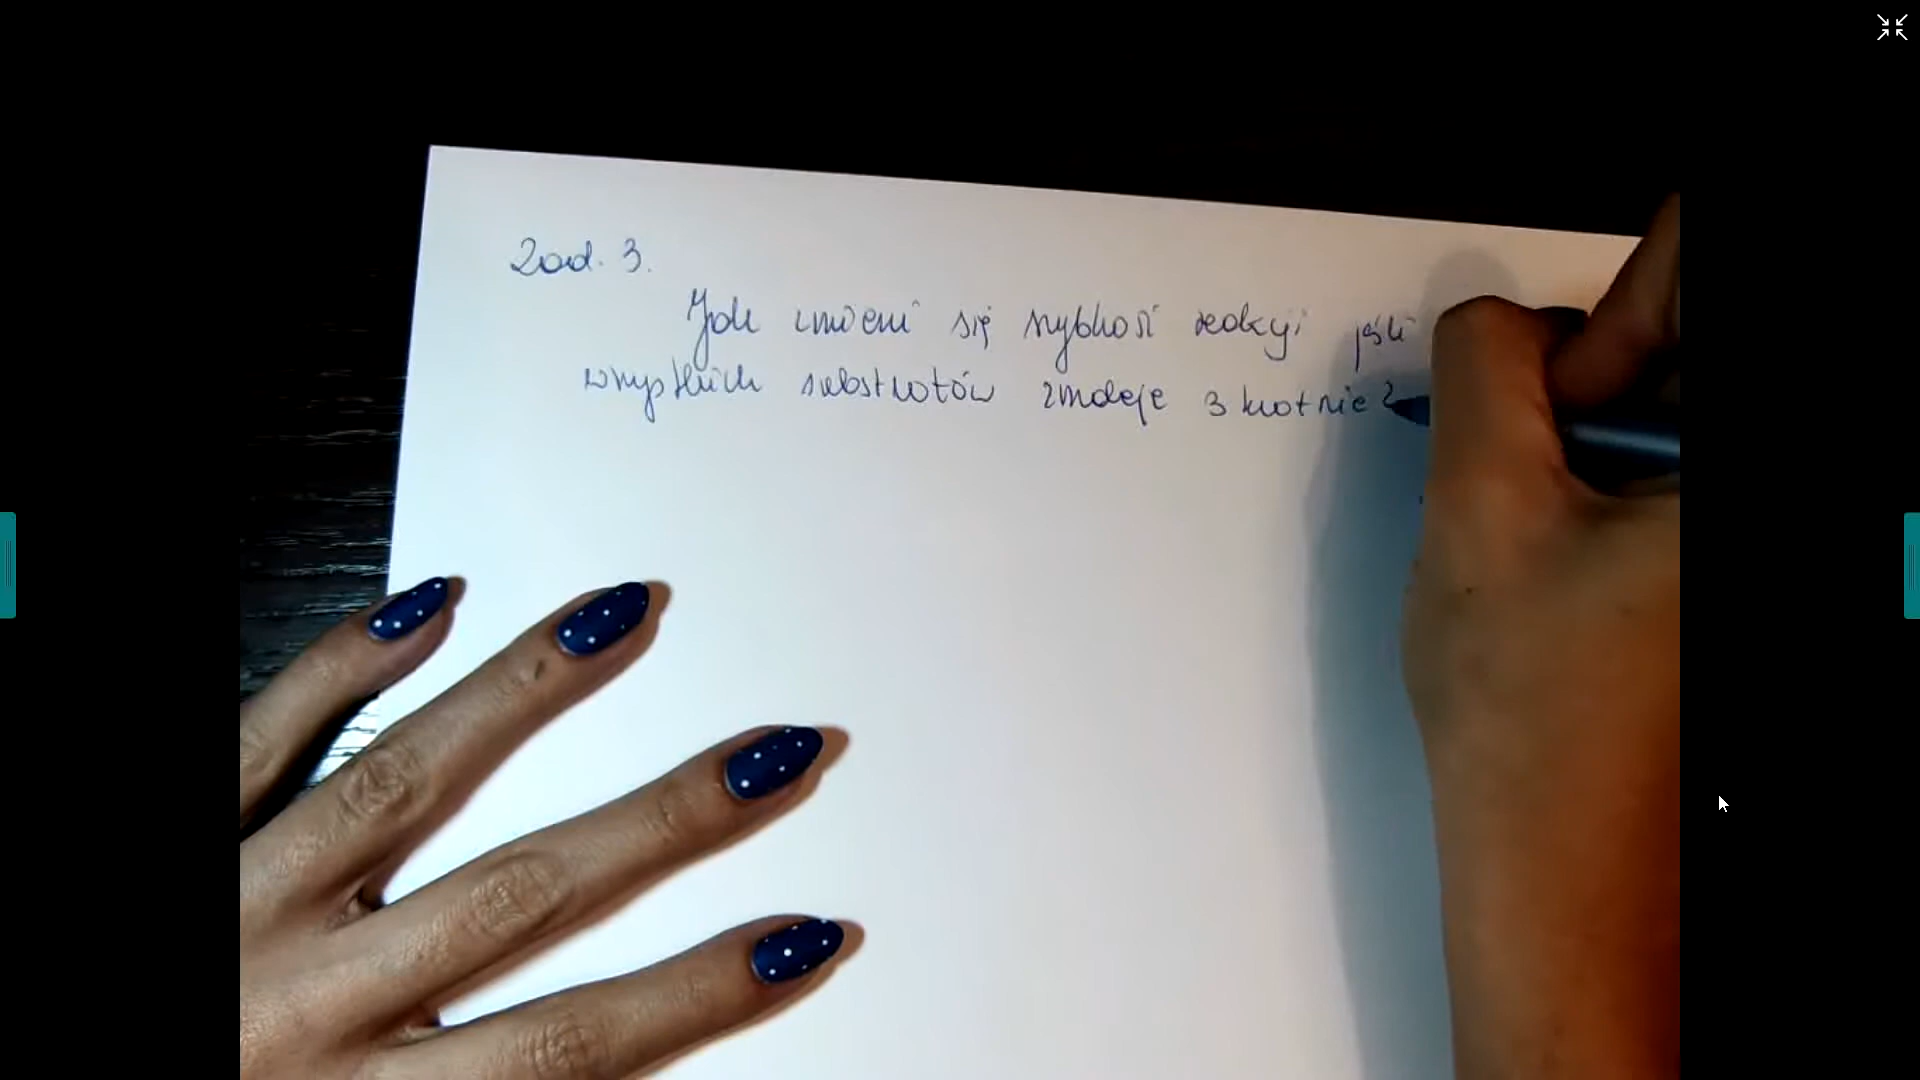 Zad. 3.
Jak zmieni się szybkość reakcji jeśli
wszystkich substratów zmaleje 3 krotnie?